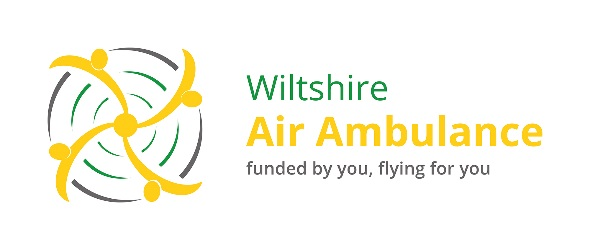 Wiltshire
Air Ambulance
funded by you, flying for you